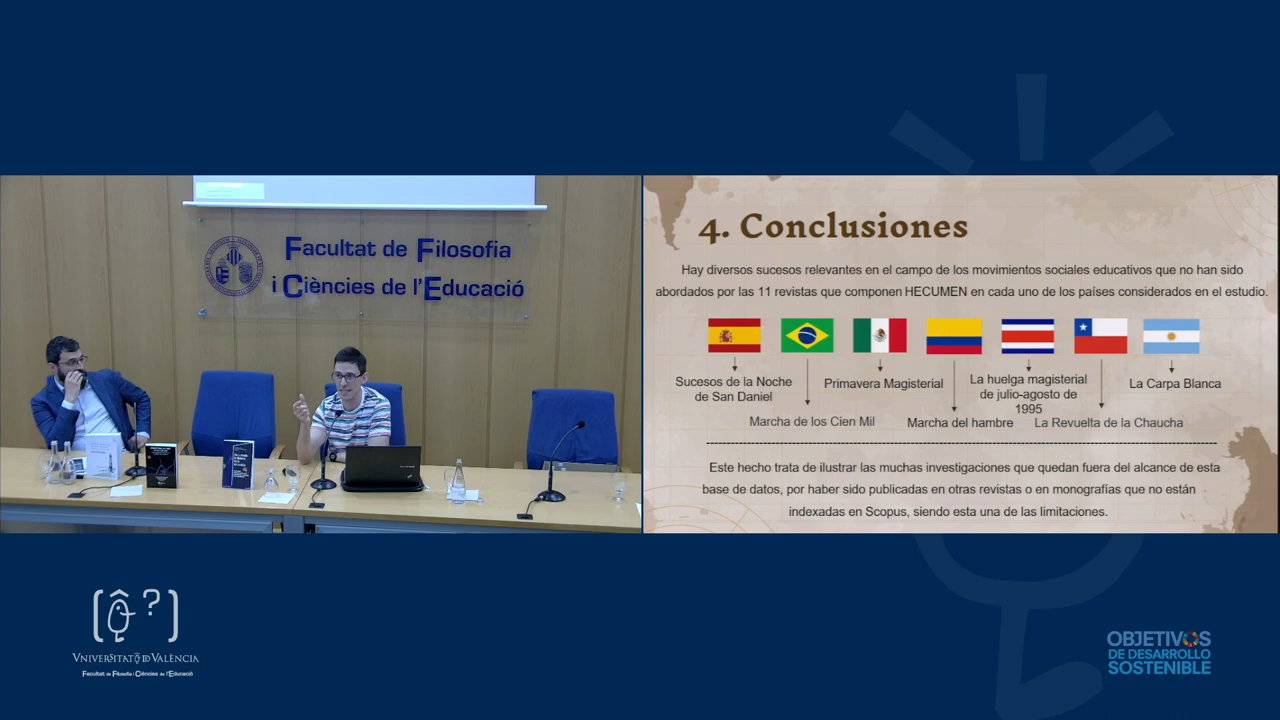 Facultat de Filosofia
i Ciències de l'Educació
4. Conclusiones
Hay diversos sucesos relevantes en el campo de los movimientos sociales educativos que no han sido
abordados por las 11 revistas que componen HECUMEN en cada uno de los países considerados en el estudio.
Sucesos de la Noche
de San Daniel
Marcha de los Cien Mil
Primavera Magisterial
Marcha del hambre
La huelga magisterial
de julio-agosto de
1995
La Revuelta de la Chaucha
La Carpa Blanca
Este hecho trata de ilustrar las muchas investigaciones que quedan fuera del alcance de esta
base de datos, por haber sido publicadas en otras revistas o en monografías que no están
indexadas en Scopus, siendo esta una de las limitaciones.
[Ô ?]
VNIVERSITATǾ ID VALÈNCIA
Facultat de Filosofia i Ciències de l'Educació
OBJETIVOS
DE DESARROLLO
SOSTENIBLE